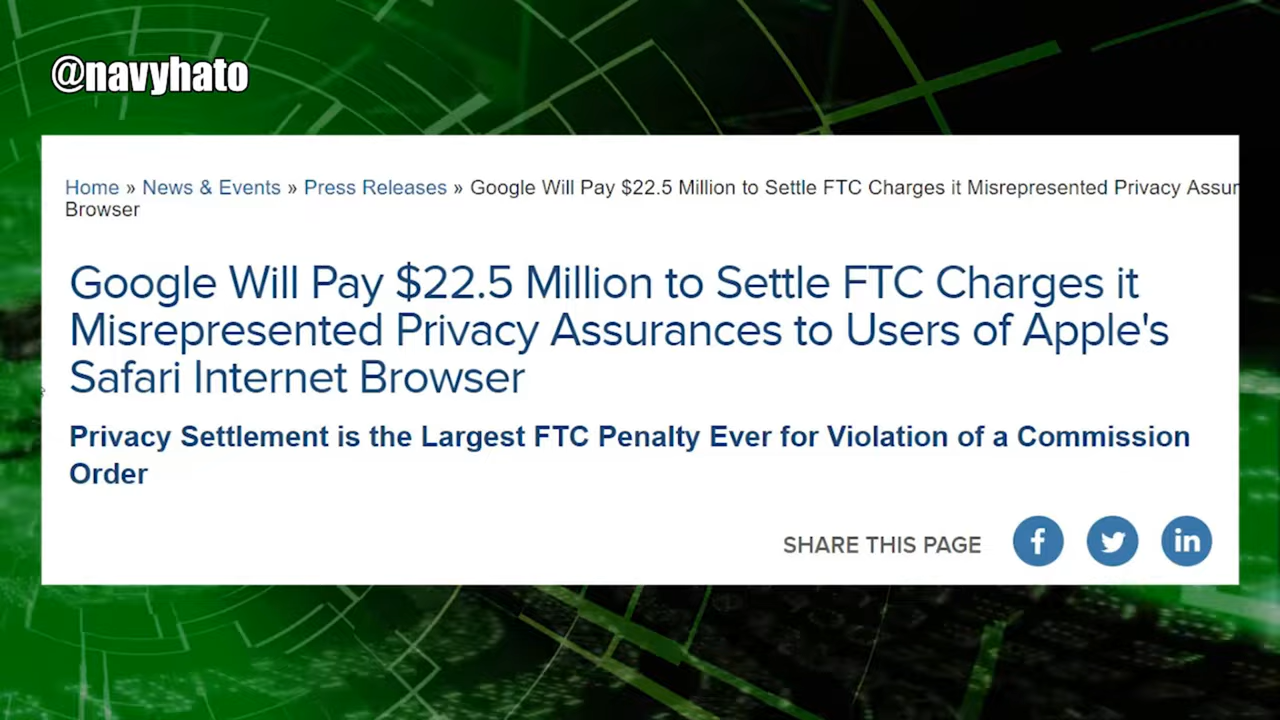 @navyhato
Home » News & Events » Press Releases » Google Will Pay $22.5 Million to Settle FTC Charges it Misrepresented Privacy Assur
Browser
Google Will Pay $22.5 Million to Settle FTC Charges it
Misrepresented Privacy Assurances to Users of Apple's
Safari Internet Browser
Privacy Settlement is the Largest FTC Penalty Ever for Violation of a Commission
Order
SHARE THIS PAGE